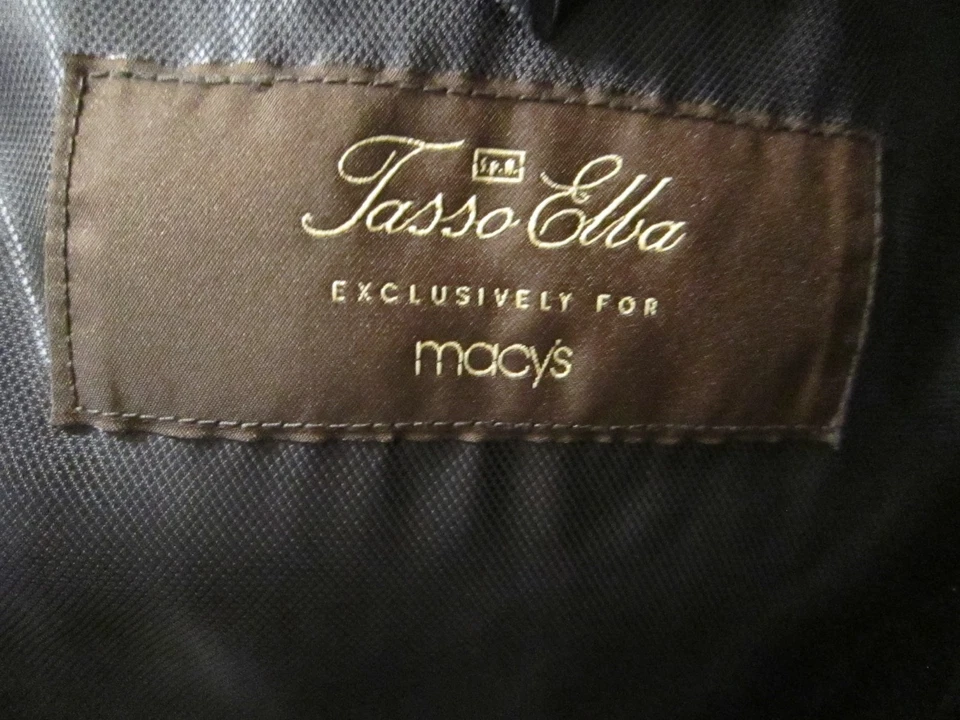 Tasso Elba
S.P.A.
EXCLUSIVELY FOR
macy's